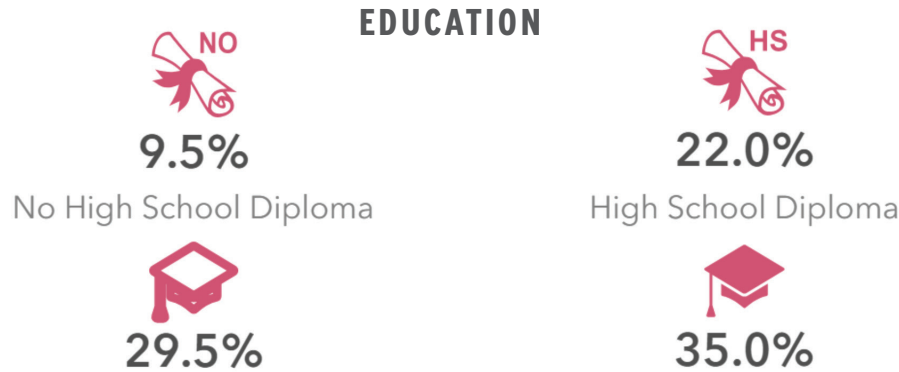 EDUCATION
NO
HS
9.5%
22.0%
No High School Diploma
High School Diploma
29.5%
35.0%